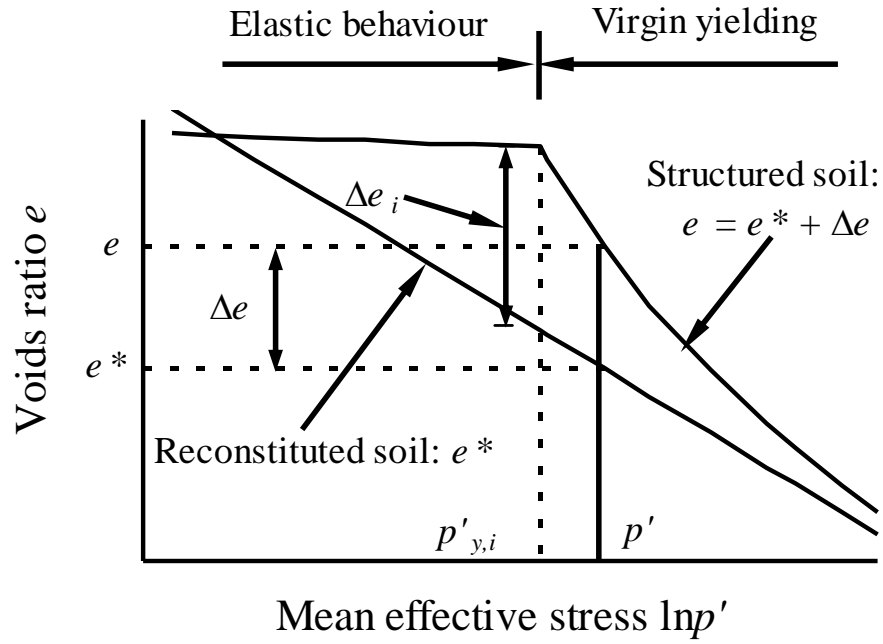 Elastic behaviour
Virgin yielding
Structured soil:
e = e* + Δe
Δe i
e
Δe
e*
Reconstituted soil: e*
p'y,i
p'
Voids ratio e
Mean effective stress lnp'